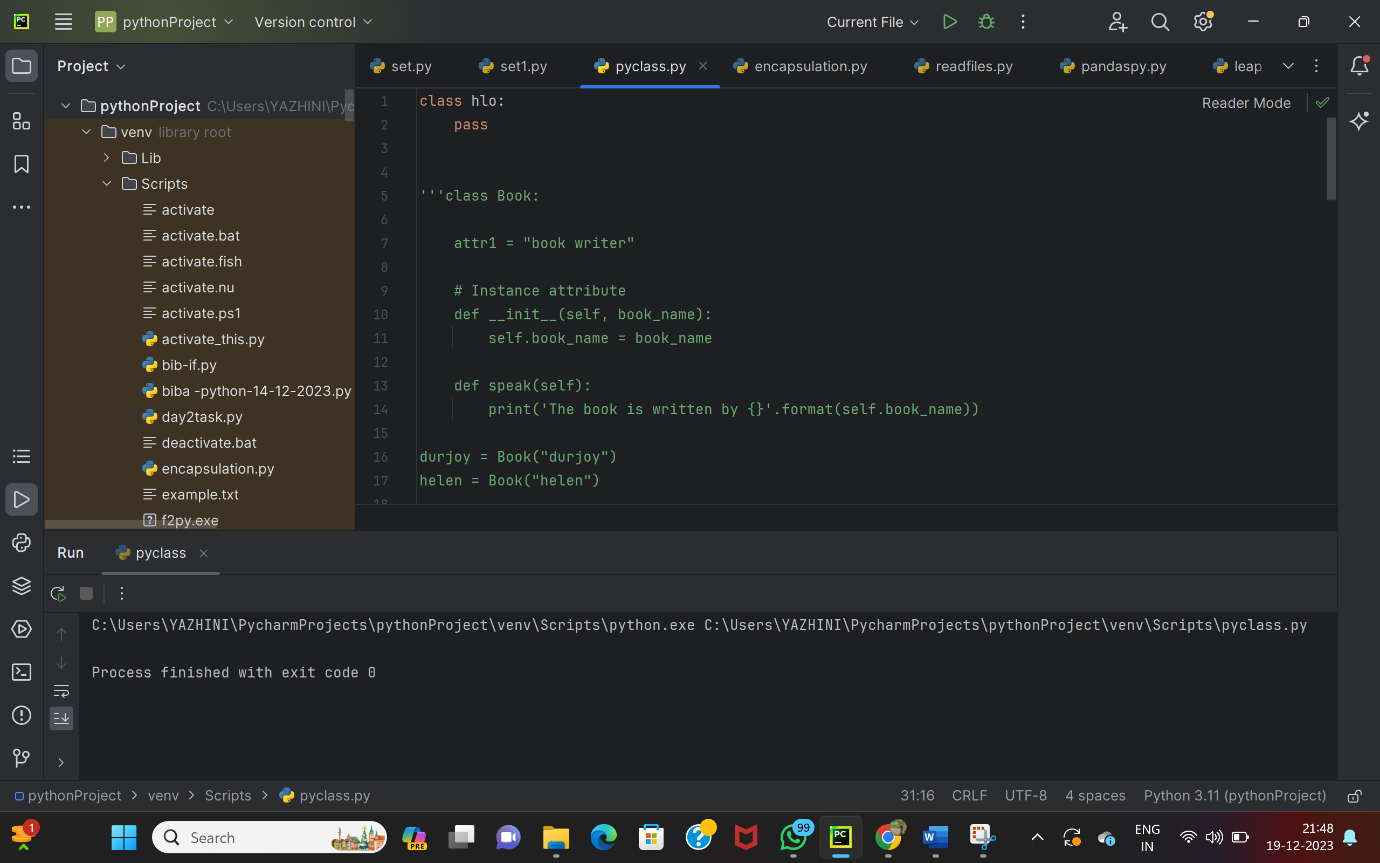 PC
PP pythonProject Version control Current File
Project
set.py set1.py pyclass.py encapsulation.py readfiles.py pandaspy.py leap
pythonProject C:\Users\YAZHINI\Pyc
venv library root
Lib
Scripts
activate
activate.bat
activate.fish
activate.nu
activate.ps1
activate_this.py
bib-if.py
biba -python-14-12-2023.py
day2task.py
deactivate.bat
encapsulation.py
example.txt
f2py.exe
Reader Mode
1 class hlo:
2     pass
3
4
5 '''class Book:
6
7     attr1 = "book writer"
8
9     # Instance attribute
10     def __init__(self, book_name):
11         self.book_name = book_name
12
13     def speak(self):
14         print('The book is written by {}'.format(self.book_name))
15
16 durjoy = Book("durjoy")
17 helen = Book("helen")
18
Run pyclass
C:\Users\YAZHINI\PycharmProjects\pythonProject\venv\Scripts\python.exe C:\Users\YAZHINI\PycharmProjects\pythonProject\venv\Scripts\pyclass.py
Process finished with exit code 0
pythonProject > venv > Scripts > pyclass.py 31:16 CRLF UTF-8 4 spaces Python 3.11 (pythonProject)
1
Search
PRE
99
PC
ENG
IN
21:48
19-12-2023